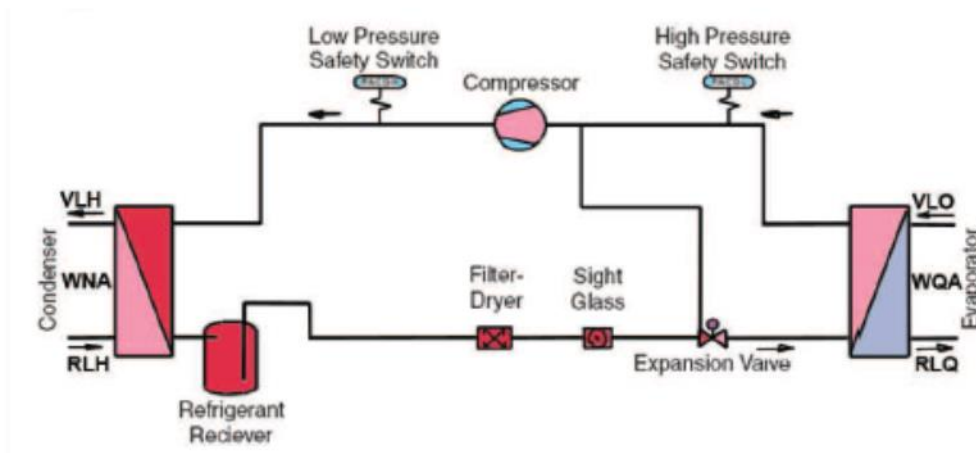 Low Pressure
Safety Switch
High Pressure
Safety Switch
Compressor
VLH
VLO
Condenser
WNA
Filter-
Dryer
Sight
Glass
WQA
Evaporator
RLH
Expansion Vaive
RLQ
Refrigerant
Reciever